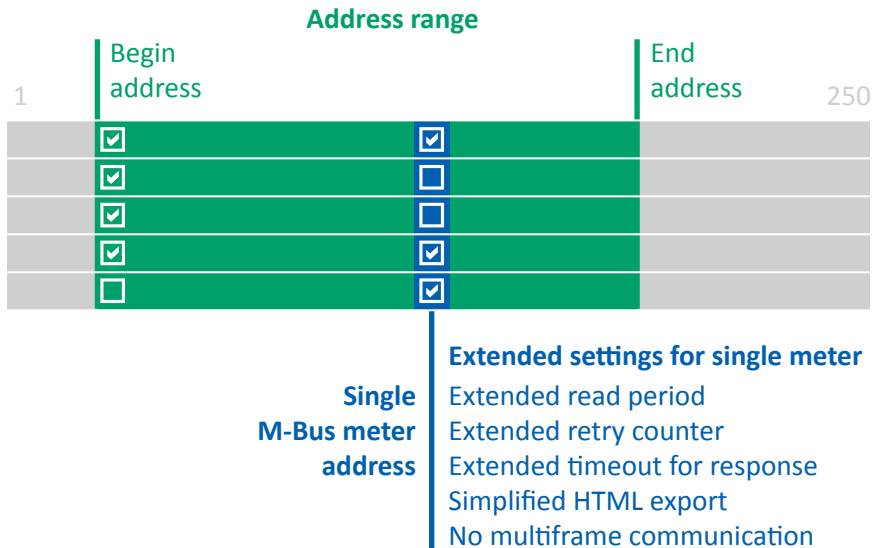 Address range
Begin
address
End
address
1
250
Extended settings for single meter
Single
M-Bus meter
address
Extended read period
Extended retry counter
Extended timeout for response
Simplified HTML export
No multiframe communication